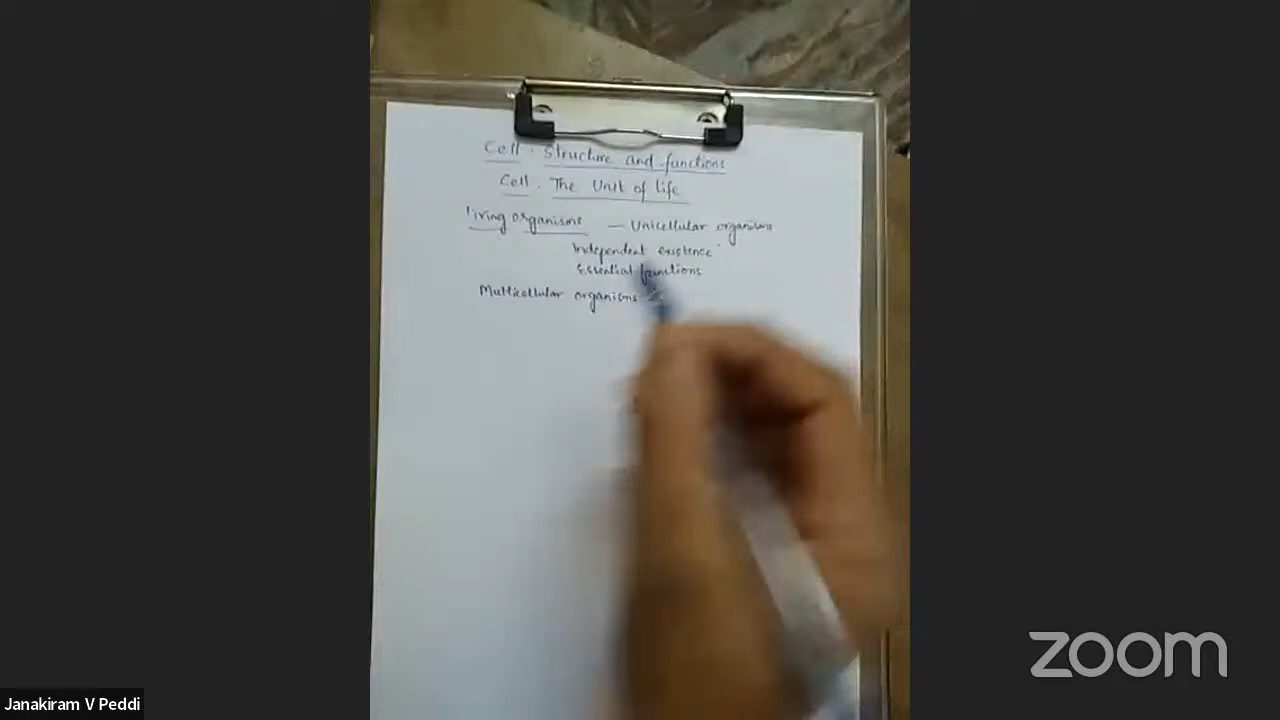 Cell : Structure and functions
Cell : The Unit of life
Living organisms — Unicellular organisms
Independent existence
Essential functions
Multicellular organisms
zoom
Janakiram V Peddi